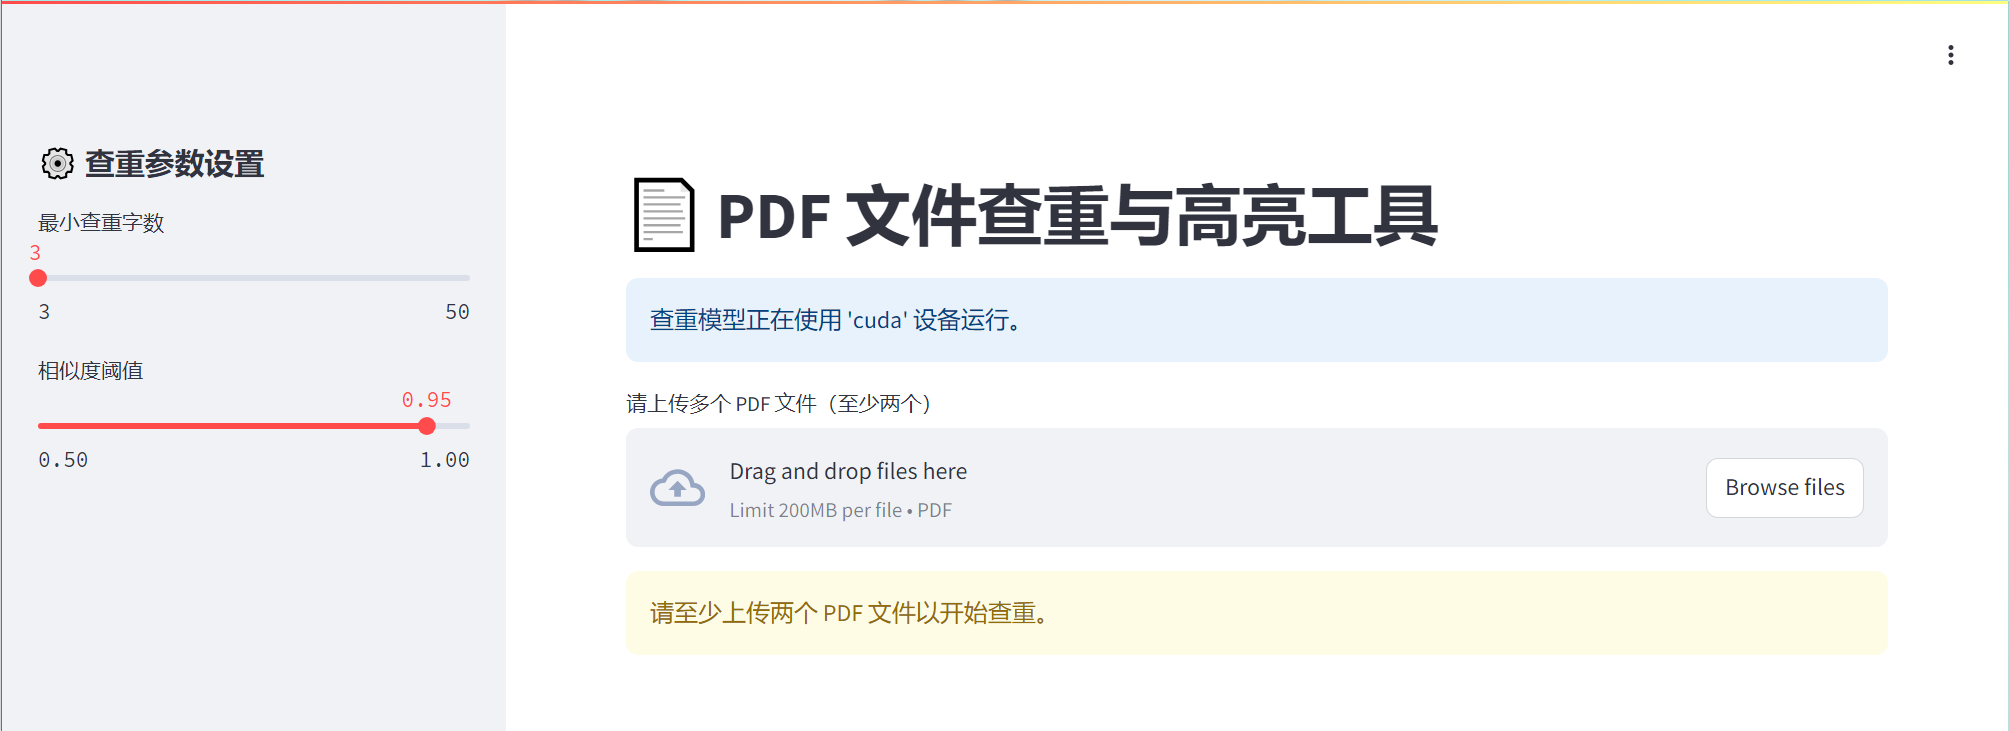 查重参数设置
最小查重字数
3
3 50
相似度阈值
0.95
0.50 1.00
PDF 文件查重与高亮工具
查重模型正在使用 'cuda' 设备运行。
请上传多个 PDF 文件（至少两个）
Drag and drop files here
Limit 200MB per file • PDF
Browse files
请至少上传两个 PDF 文件以开始查重。